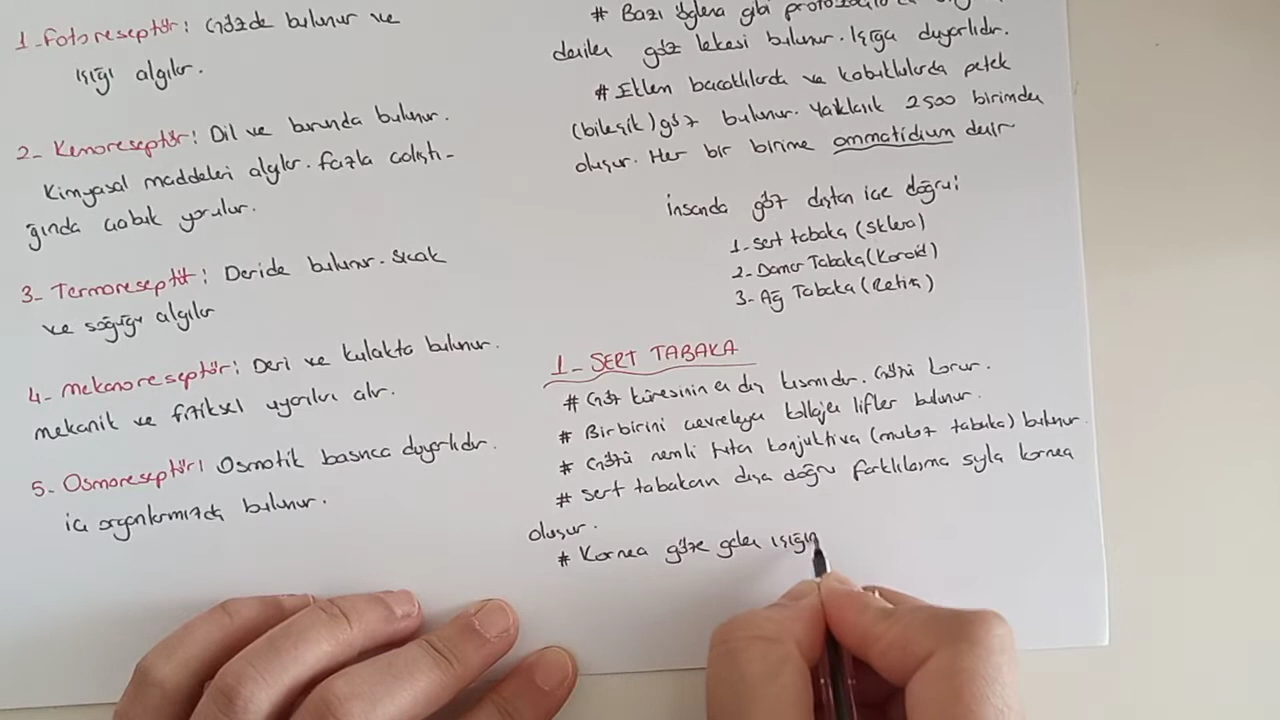 1-Fotoreseptör: Gözde bulunur ve
ışığı algılar.
2- Kemoreseptör: Dil ve burunda bulunur.
Kimyasal maddeleri algılar. Fazla çalıştı-
ğında çabuk yorulur.
3- Termoreseptör: Deride bulunur. Sıcak
ve soğuğu algılar
4- Mekanoreseptör: Deri ve kulakta bulunur.
mekanik ve fiziksel uyarıları alır.
5- Osmoreseptör: Osmotik basınca duyarlıdır.
iç organlarımızda bulunur.
# Bazı öglena gibi
göz lekesi bulunur. Işığa duyarlıdır.
# Eklem bacaklılarda ve kabuklularda petek
(bileşik) göz bulunur. Yaklaşık 2500 birimden
oluşur. Her bir birime ommatidium denir
İnsanda göz dıştan içe doğru;
1- Sert tabaka (Sklera)
2- Damar Tabaka (Koroid)
3- Ağ Tabaka (Retina)
1- SERT TABAKA
# Göz küresinin en dış kısmıdır. Gözü korur.
# Birbirini çevreleyen kollajen lifler bulunur.
# Gözü nemli tutan konjuktiva (mukoz tabaka) bulunur.
# Sert tabakanın dışa doğru farklılaşmasıyla kornea
oluşur.
# Kornea göze gelen ışığın